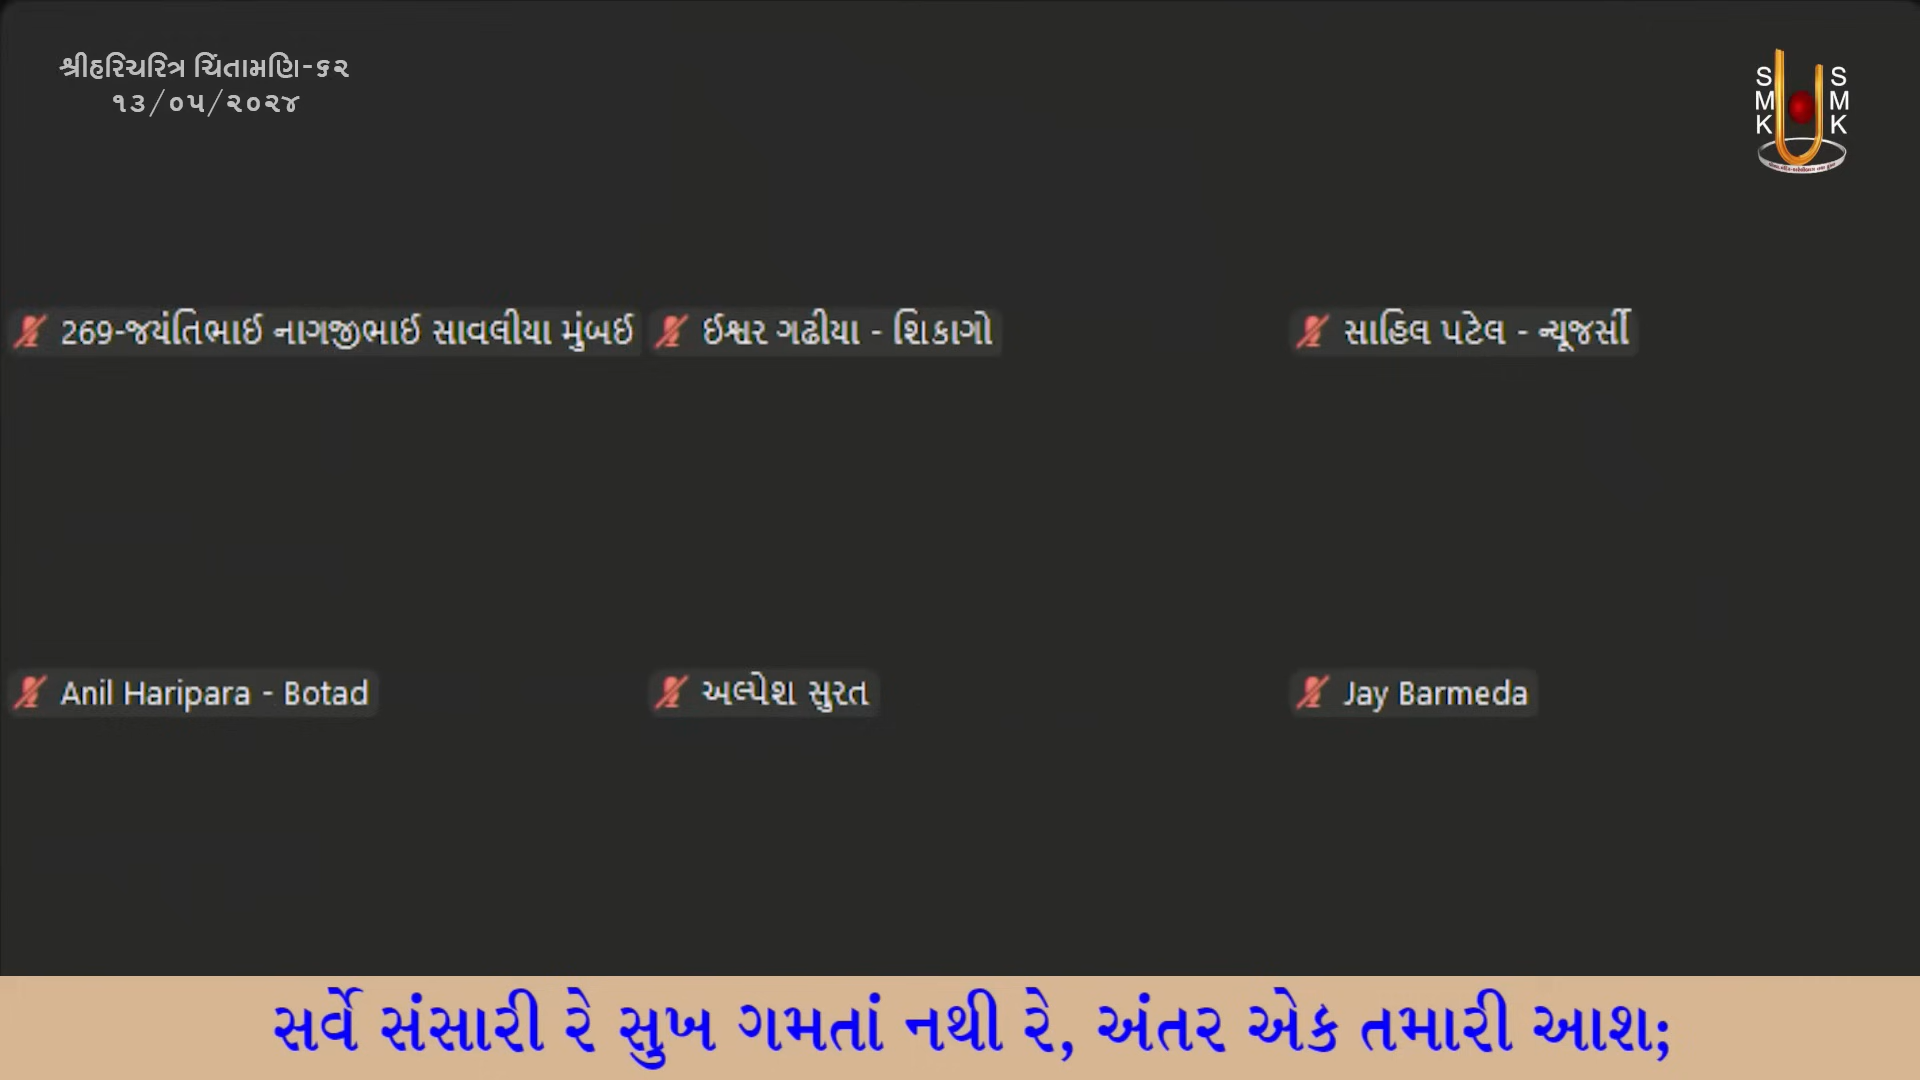 શ્રીહરિચરિત્ર ચિંતામણિ-૬૨
૧૩/૦૫/૨૦૨૪
S S
M M
K K
269-જયંતિભાઈ નાગજીભાઈ સાવલીયા મુંબઈ
ઈશ્વર ગઢીયા - શિકાગો
સાહિલ પટેલ - ન્યૂજર્સી
Anil Haripara - Botad
અલ્પેશ સુરત
Jay Barmeda
સર્વે સંસારી રે સુખ ગમતાં નથી રે, અંતર એક તમારી આશ;